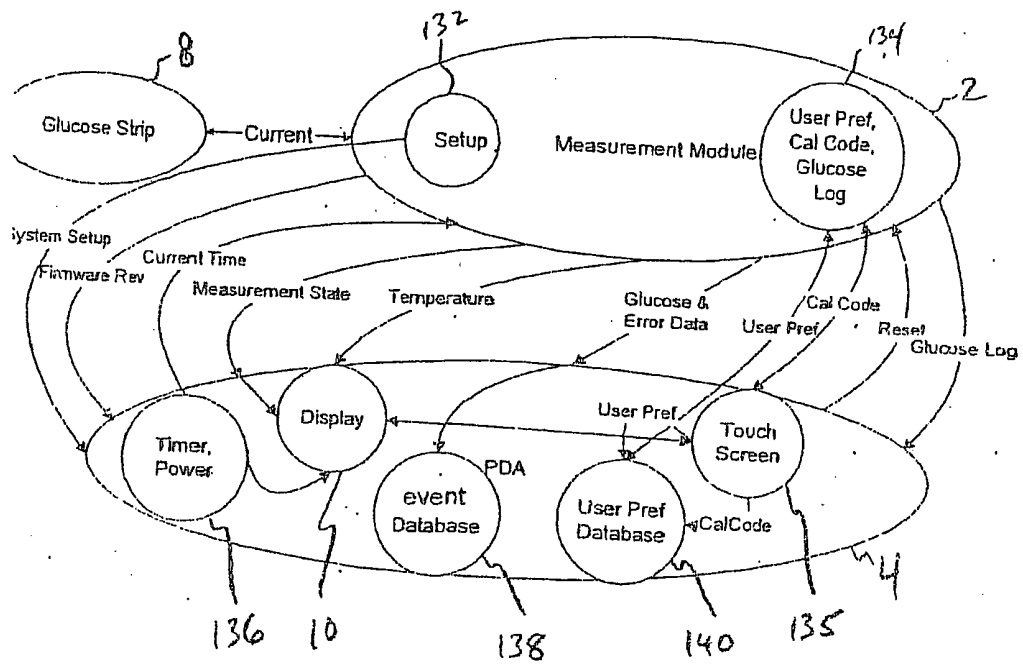 132
134
8
2
Glucose Strip
Current
Setup
Measurement Module
User Pref,
Cal Code,
Glucose
Log
System Setup
Firmware Rev
Current Time
Measurement State
Temperature
Glucose &
Error Data
User Pref
Cal Code
Reset
Glucose Log
Timer,
Power
Display
User Pref
Touch
Screen
PDA
event
Database
User Pref
Database
CalCode
4
136
10
138
140
135